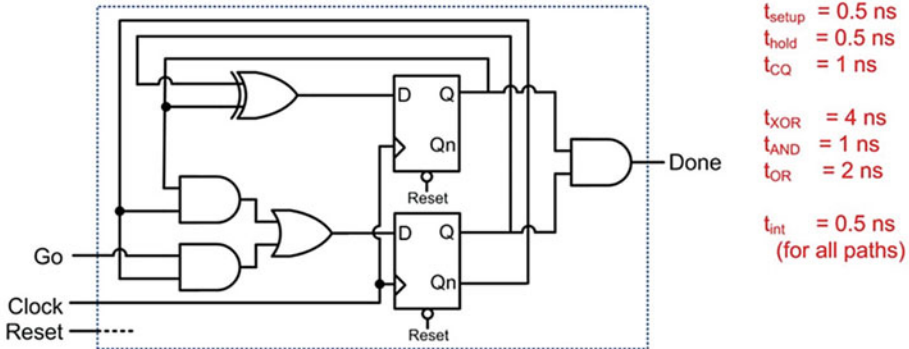 t_setup = 0.5 ns
t_hold = 0.5 ns
t_CQ = 1 ns
t_XOR = 4 ns
t_AND = 1 ns
t_OR = 2 ns
t_int = 0.5 ns
(for all paths)
D Q
Qn
Reset
D Q
Qn
Reset
Done
Go
Clock
Reset